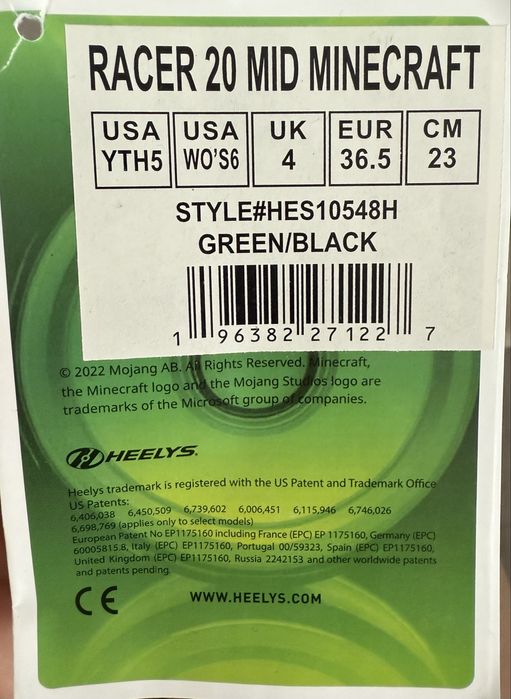 RACER 20 MID MINECRAFT
USA USA UK EUR CM
YTH5 WO'S6 4 36.5 23
STYLE#HES10548H
GREEN/BLACK
1 96382 27122 7
© 2022 Mojang AB. All Rights Reserved. Minecraft,
the Minecraft logo and the Mojang Studios logo are
trademarks of the Microsoft group of companies.
HEELYS.
Heelys trademark is registered with the US Patent and Trademark Office
US Patents:
6,406,038 6,450,509 6,739,602 6,006,451 6,115,946 6,746,026
6,698,769 (applies only to select models)
European Patent No EP1175160 including France (EPC) EP 1175160, Germany (EPC)
60005815.8, Italy (EPC) EP1175160, Portugal 00/59323, Spain (EPC) EP1175160,
United Kingdom (EPC) EP1175160, Russia 2242153 and other worldwide patents
and patents pending
CE WWW.HEELYS.COM